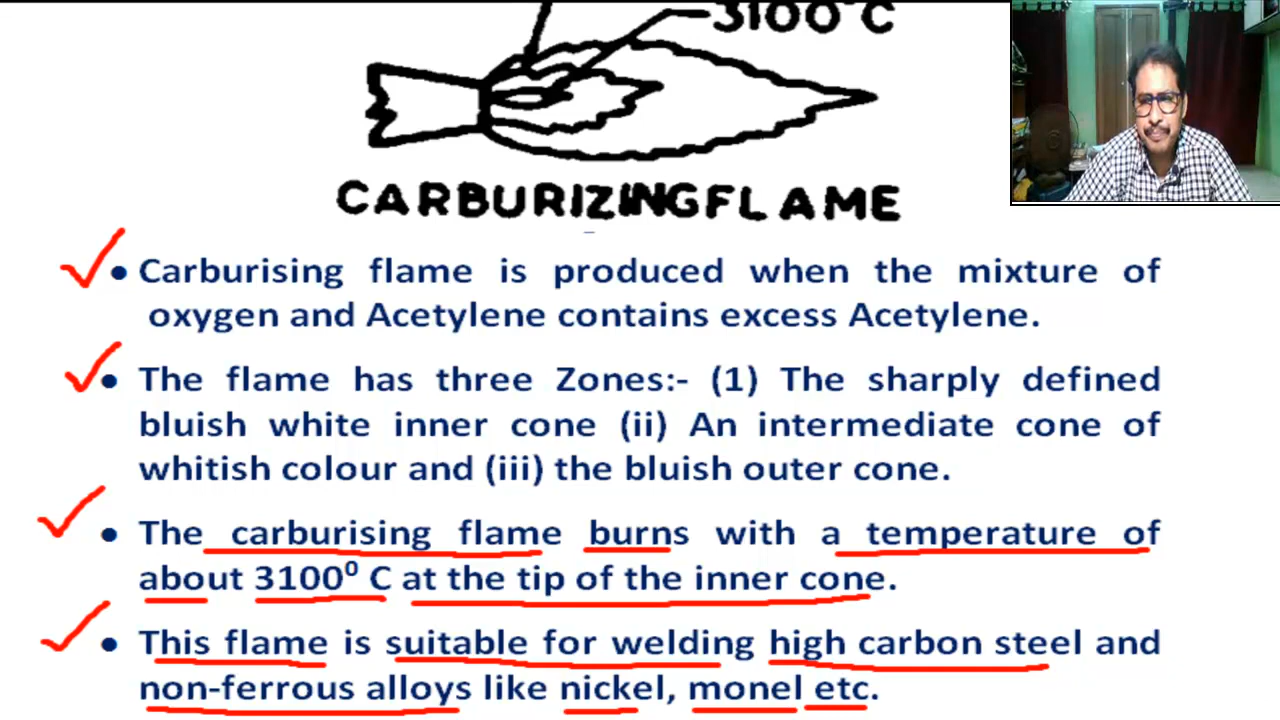 3100°C
CARBURIZING FLAME
• Carburising flame is produced when the mixture of
oxygen and Acetylene contains excess Acetylene.
• The flame has three Zones:- (1) The sharply defined
bluish white inner cone (ii) An intermediate cone of
whitish colour and (iii) the bluish outer cone.
• The carburising flame burns with a temperature of
about 3100⁰ C at the tip of the inner cone.
• This flame is suitable for welding high carbon steel and
non-ferrous alloys like nickel, monel etc.